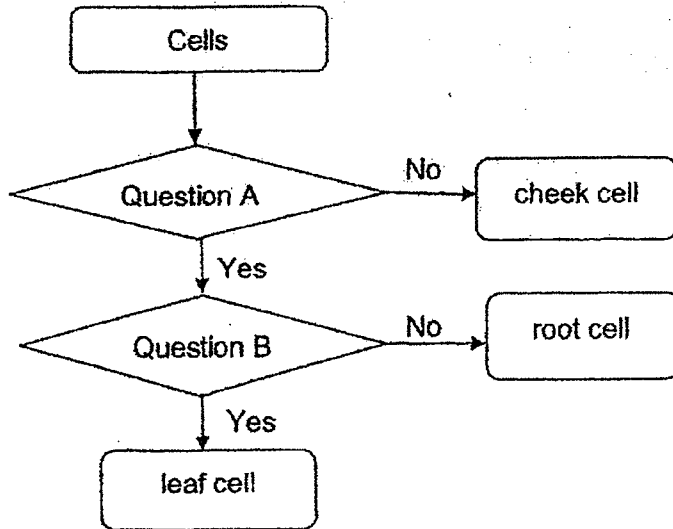 Cells
Question A
No
cheek cell
Yes
Question B
No
root cell
Yes
leaf cell